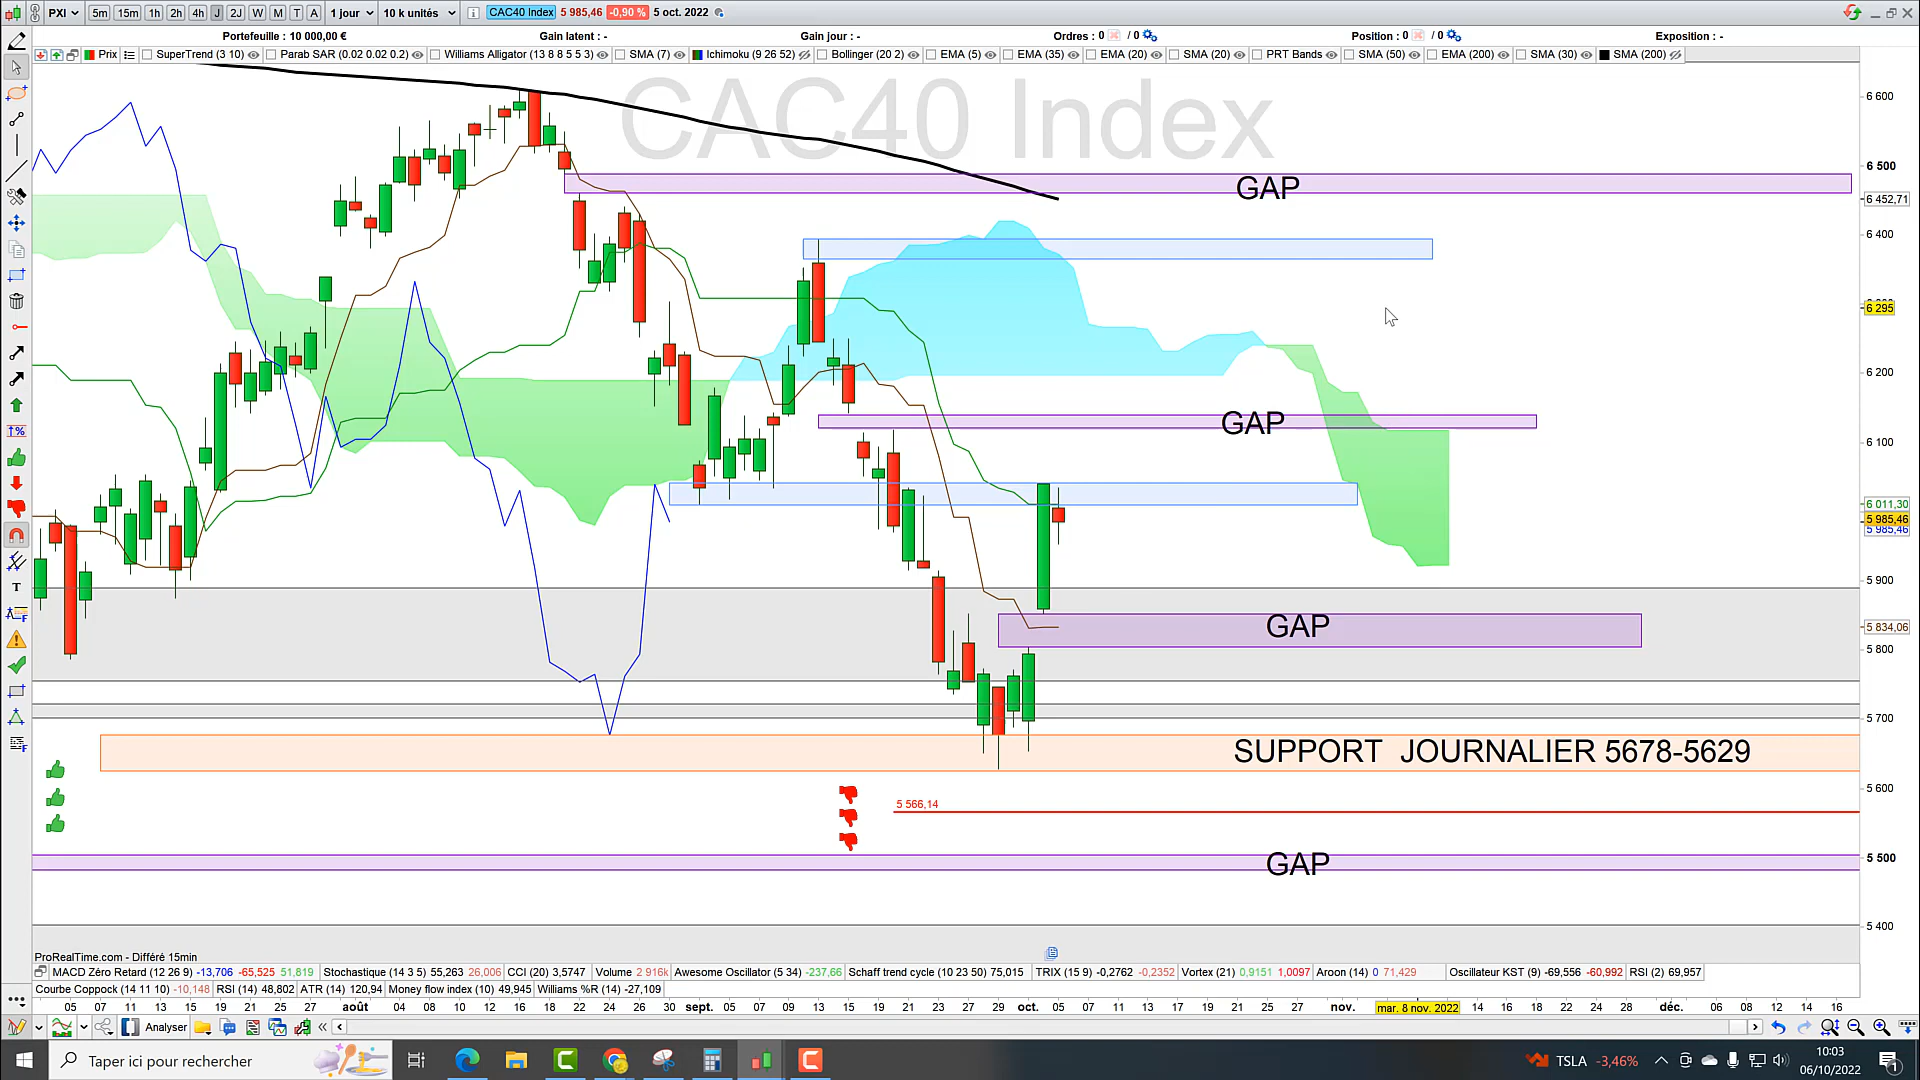 PXI 5m 15m 1h 2h 4h J 2J W M T A 1 jour 10 k unités CAC40 Index 5 985,46 -0,90 % 5 oct. 2022
Portefeuille : 10 000,00 € Gain latent : - Gain jour : - Ordres : 0 / 0 Position : 0 / 0 Exposition : -
Prix SuperTrend (3 10) Parab SAR (0.02 0.02 0.2) Williams Alligator (13 8 8 5 5 3) SMA (7) Ichimoku (9 26 52) Bollinger (20 2) EMA (5) EMA (35) EMA (20) SMA (20) PRT Bands SMA (50) EMA (200) SMA (30) SMA (200)
CAC40 Index
6 600
6 500
GAP
6 452,71
6 400
6 295
6 200
GAP
6 100
6 011,30
5 985,46
5 985,46
5 900
GAP
5 834,06
5 800
5 700
SUPPORT JOURNALIER 5678-5629
5 600
5 566,14
5 500
GAP
5 400
ProRealTime.com - Différé 15min
MACD Zéro Retard (12 26 9) -13,706 -65,525 51,819 Stochastique (14 3 5) 55,263 26,006 CCI (20) 3,5747 Volume 2 916k Awesome Oscillator (5 34) -237,66 Schaff trend cycle (10 23 50) 75,015 TRIX (15 9) -0,2762 -0,2352 Vortex (21) 0,9151 1,0097 Aroon (14) 0 71,429 Oscillateur KST (9) -69,556 -60,992 RSI (2) 69,957
Courbe Coppock (14 11 10) -10,148 RSI (14) 48,802 ATR (14) 120,94 Money flow index (10) 49,945 Williams %R (14) -27,109
05 07 11 13 15 19 21 25 27 août 04 08 10 12 16 18 22 24 26 30 sept. 05 07 09 13 15 19 21 23 27 29 oct. 05 07 11 13 17 19 21 25 27 nov. mar. 8 nov. 2022 10 14 16 18 22 24 28 déc. 06 08 12 14 16
Analyser
Taper ici pour rechercher
TSLA -3,46%
10:03
06/10/2022
1